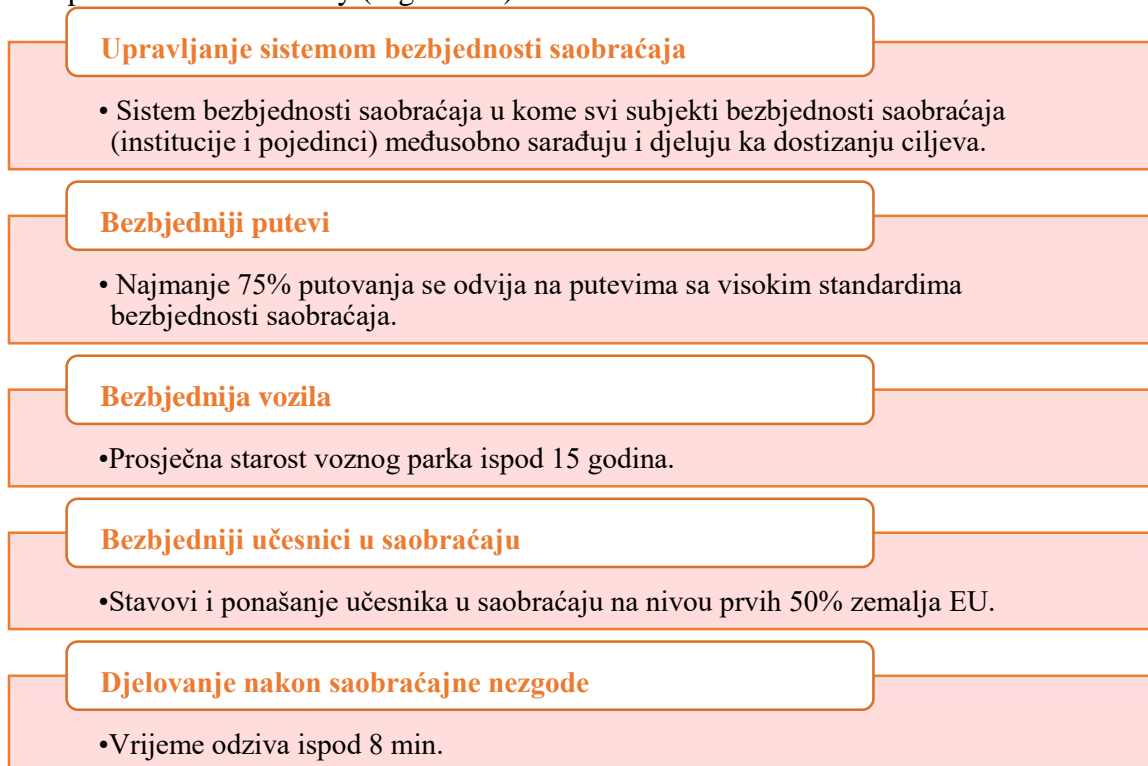 Upravljanje sistemom bezbjednosti saobraćaja
• Sistem bezbjednosti saobraćaja u kome svi subjekti bezbjednosti saobraćaja
(institucije i pojedinci) međusobno sarađuju i djeluju ka dostizanju ciljeva.
Bezbjedniji putevi
• Najmanje 75% putovanja se odvija na putevima sa visokim standardima
bezbjednosti saobraćaja.
Bezbjednija vozila
•Prosječna starost voznog parka ispod 15 godina.
Bezbjedniji učesnici u saobraćaju
•Stavovi i ponašanje učesnika u saobraćaju na nivou prvih 50% zemalja EU.
Djelovanje nakon saobraćajne nezgode
•Vrijeme odziva ispod 8 min.